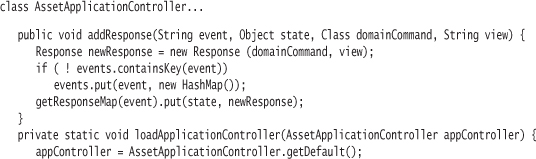 class AssetApplicationController...
public void addResponse(String event, Object state, Class domainCommand, String view) {
Response newResponse = new Response (domainCommand, view);
if ( ! events.containsKey(event))
events.put(event, new HashMap());
getResponseMap(event).put(state, newResponse);
}
private static void loadApplicationController(AssetApplicationController appController) {
appController = AssetApplicationController.getDefault();